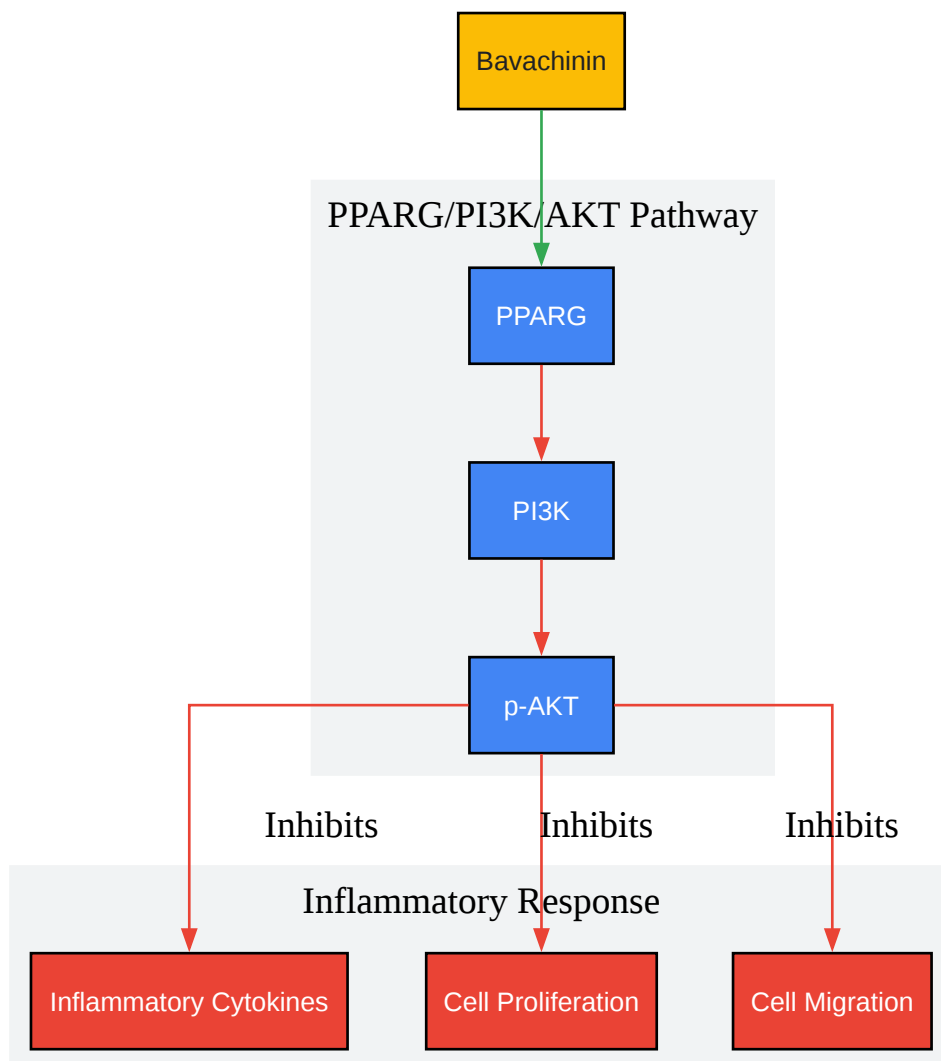 Bavachinin
PPARG/PI3K/AKT Pathway
PPARG
PI3K
p-AKT
Inhibits
Inhibits
Inhibits
Inflammatory Response
Inflammatory Cytokines
Cell Proliferation
Cell Migration